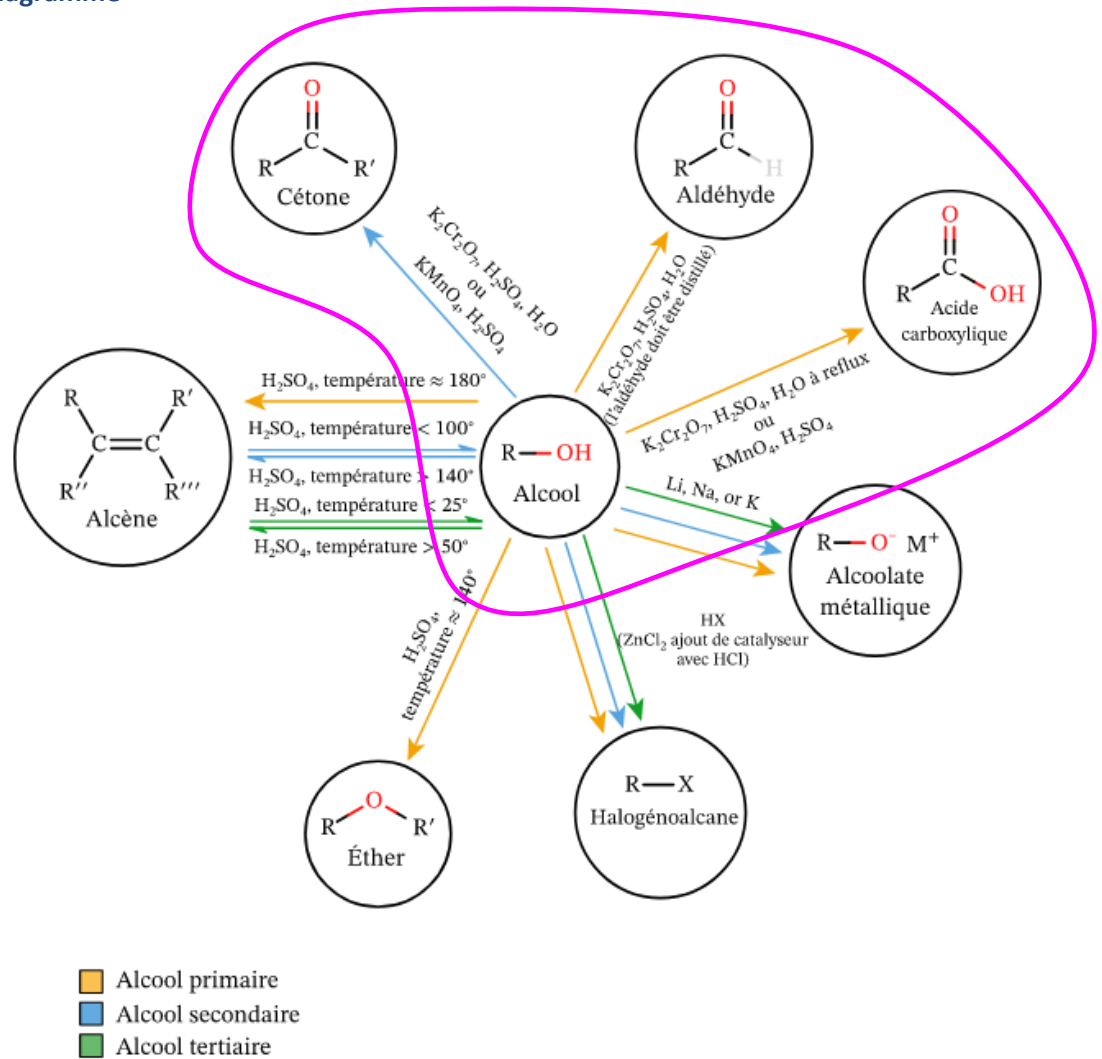 O
C
R R′
Cétone
O
C
R H
Aldéhyde
O
C
R OH
Acide
carboxylique
K₂Cr₂O₇, H₂SO₄, H₂O
ou
KMnO₄, H₂SO₄
K₂Cr₂O₇, H₂SO₄, H₂O
(l'aldéhyde doit être distillé)
K₂Cr₂O₇, H₂SO₄, H₂O à reflux
ou
KMnO₄, H₂SO₄
R R′
C C
R′′ R′′′
Alcène
H₂SO₄, température ≈ 180°
H₂SO₄, température < 100°
H₂SO₄, température > 140°
H₂SO₄, température < 25°
H₂SO₄, température > 50°
R OH
Alcool
Li, Na, or K
R O⁻ M⁺
Alcoolate
métallique
H₂SO₄,
température ≈ 140°
HX
(ZnCl₂ ajout de catalyseur
avec HCl)
R O R′
Éther
R X
Halogénoalcane
Alcool primaire
Alcool secondaire
Alcool tertiaire